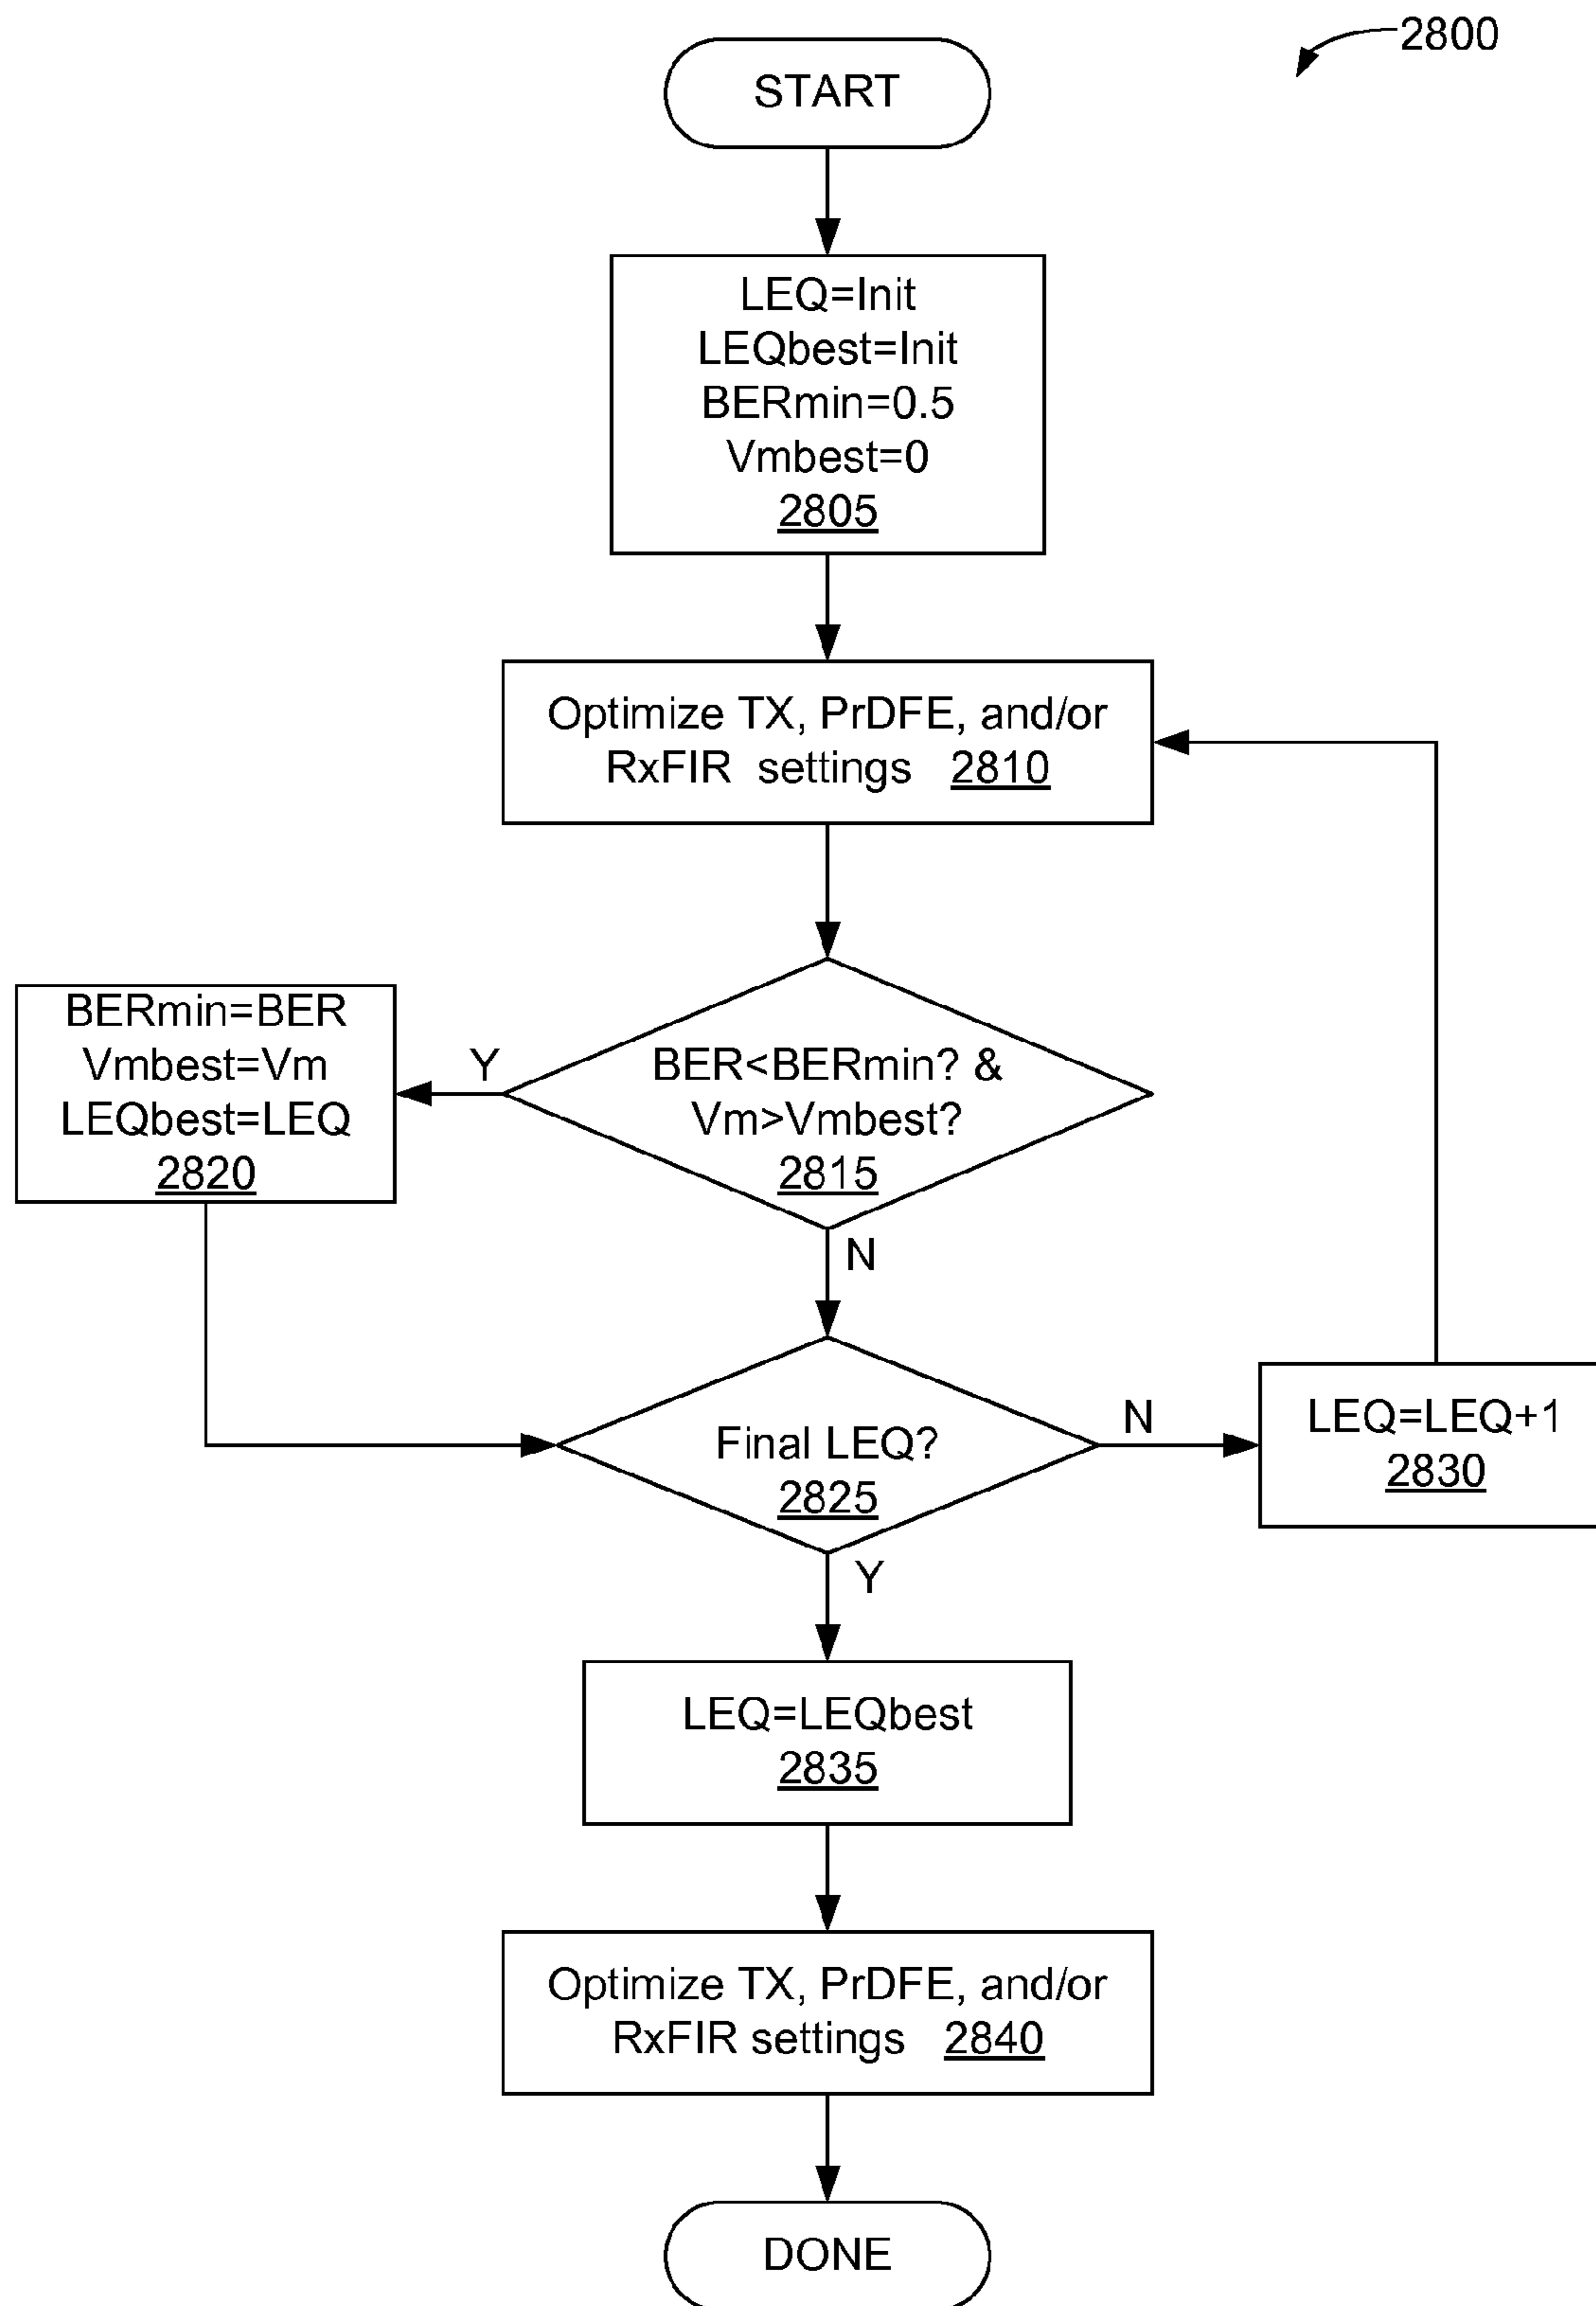 2800
START
LEQ=Init
LEQbest=Init
BERmin=0.5
Vmbest=0
2805
Optimize TX, PrDFE, and/or
RxFIR settings 2810
BERmin=BER
Vmbest=Vm
LEQbest=LEQ
2820
Y
BER<BERmin? &
Vm>Vmbest?
2815
N
Final LEQ?
2825
N
LEQ=LEQ+1
2830
Y
LEQ=LEQbest
2835
Optimize TX, PrDFE, and/or
RxFIR settings 2840
DONE